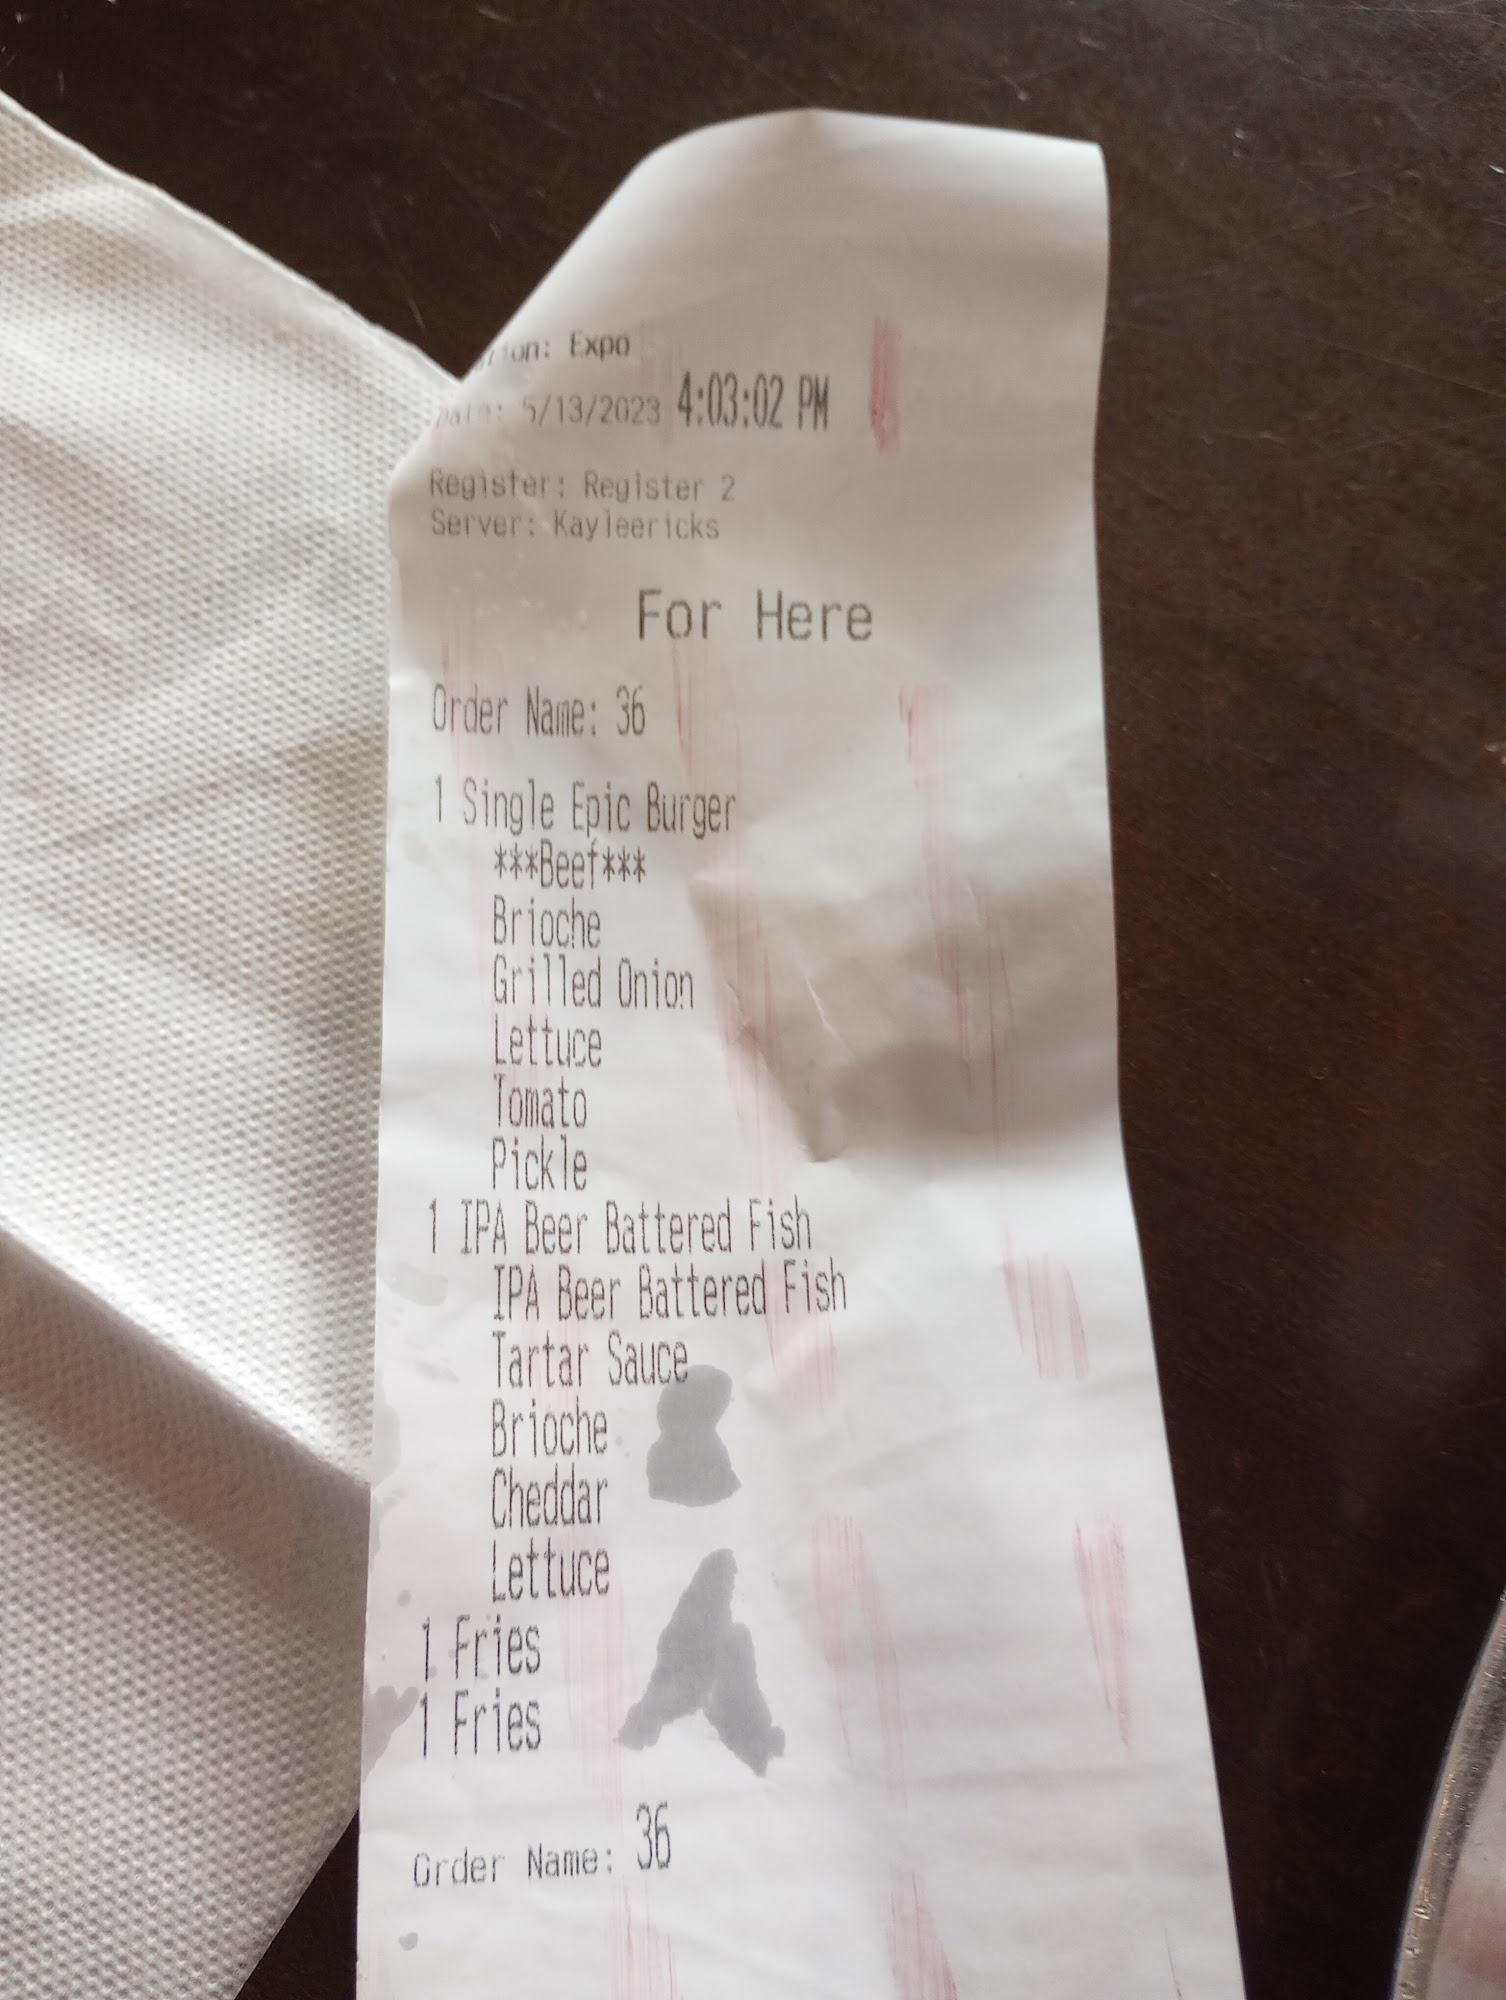 Expo
Date: 5/13/2023 4:03:02 PM
Register: Register 2
Server: Kayleericks
For Here
Order Name: 36
1 Single Epic Burger
***Beef***
Brioche
Grilled Onion
Lettuce
Tomato
Pickle
1 IPA Beer Battered Fish
IPA Beer Battered Fish
Tartar Sauce
Brioche
Cheddar
Lettuce
1 Fries
1 Fries
Order Name: 36